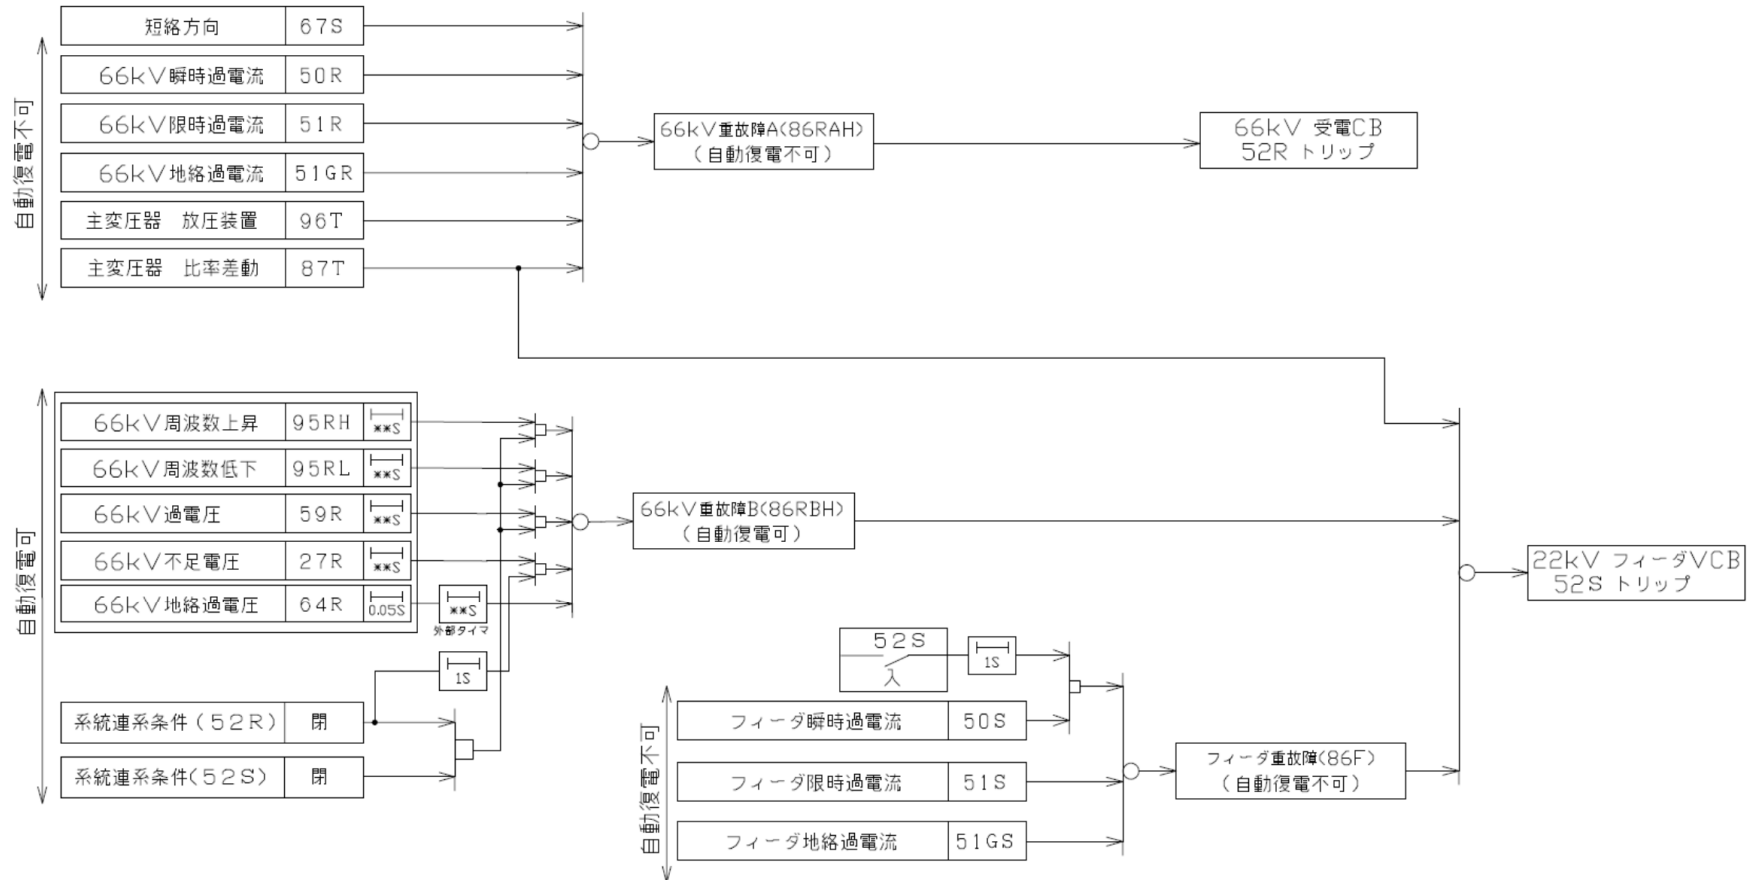 短絡方向 67S
66kV瞬時過電流 50R
66kV限時過電流 51R
66kV地絡過電流 51GR
主変圧器 放圧装置 96T
主変圧器 比率差動 87T
自動復電不可
66kV重故障A(86RAH)
(自動復電不可)
66kV 受電CB
52R トリップ
66kV周波数上昇 95RH **S
66kV周波数低下 95RL **S
66kV過電圧 59R **S
66kV不足電圧 27R **S
66kV地絡過電圧 64R 0.05S
**S
外部タイマ
1S
系統連系条件(52R) 閉
系統連系条件(52S) 閉
自動復電可
66kV重故障B(86RBH)
(自動復電可)
52S
入
1S
フィーダ瞬時過電流 50S
フィーダ限時過電流 51S
フィーダ地絡過電流 51GS
自動復電不可
フィーダ重故障(86F)
(自動復電不可)
22kV フィーダVCB
52S トリップ